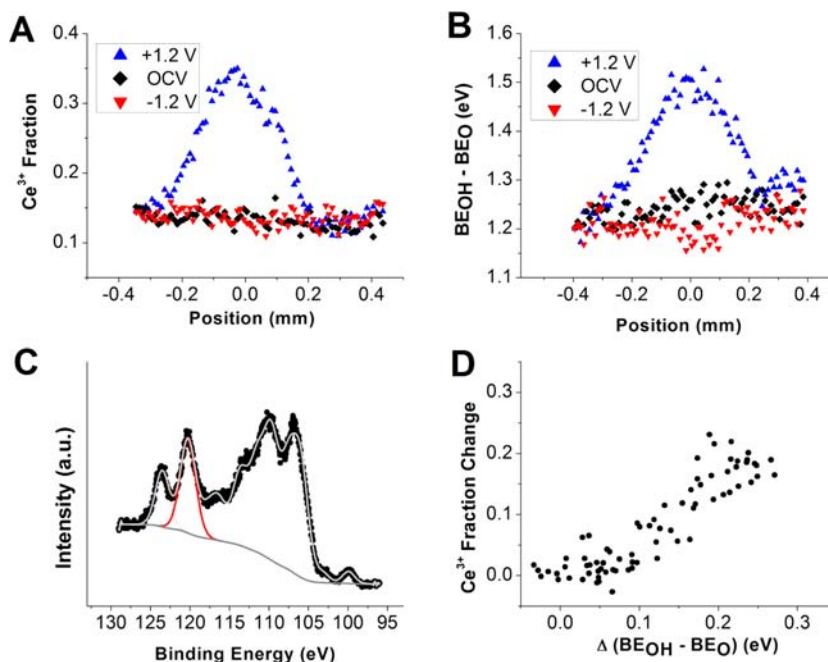 A
+1.2 V
OCV
-1.2 V
Ce³⁺ Fraction
0.4
0.3
0.2
0.1
-0.4 -0.2 0.0 0.2 0.4
Position (mm)
B
+1.2 V
OCV
-1.2 V
BE_OH - BE_O (eV)
1.6
1.5
1.4
1.3
1.2
1.1
-0.4 -0.2 0.0 0.2 0.4
Position (mm)
C
Intensity (a.u.)
130 125 120 115 110 105 100 95
Binding Energy (eV)
D
Ce³⁺ Fraction Change
0.3
0.2
0.1
0.0
0.0 0.1 0.2 0.3
Δ (BE_OH - BE_O) (eV)